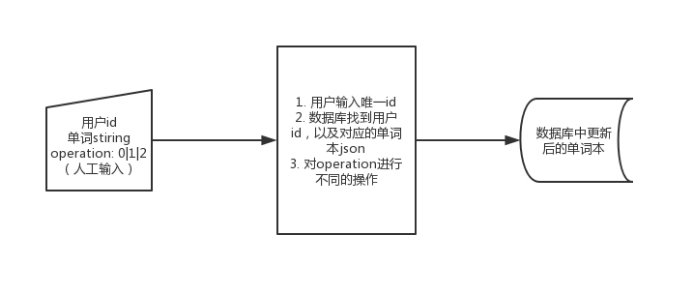 用户id
单词stiring
operation: 0|1|2
（人工输入）
1. 用户输入唯一id
2. 数据库找到用户
id，以及对应的单词
本json
3. 对operation进行
不同的操作
数据库中更新
后的单词本